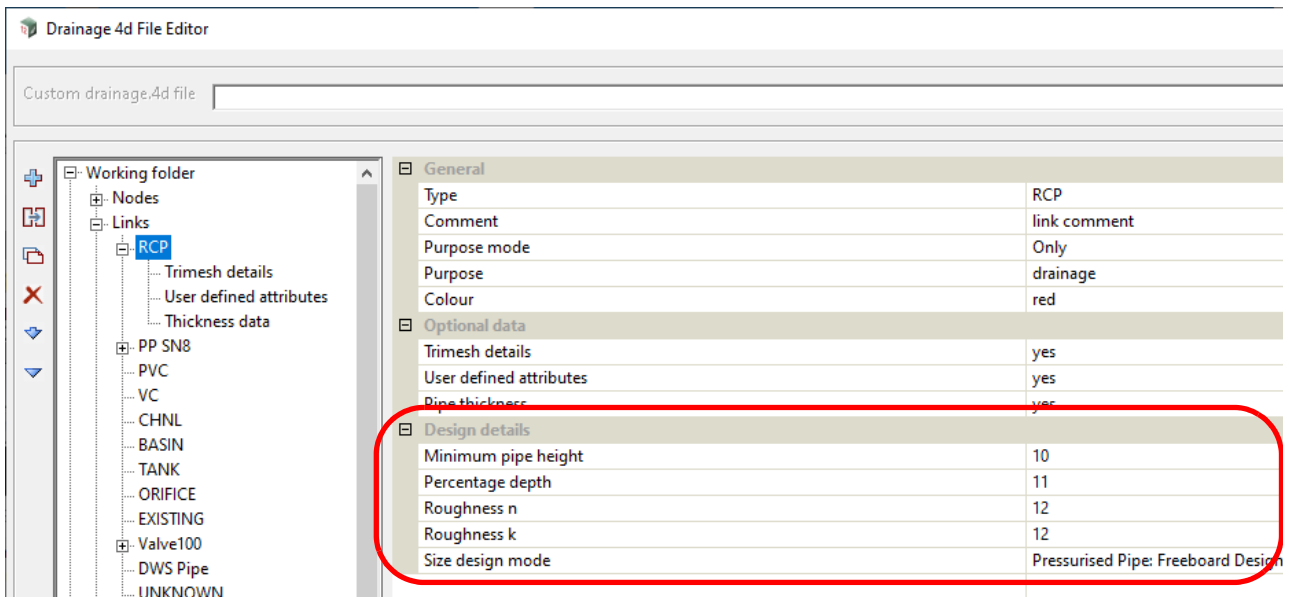 Drainage 4d File Editor
Custom drainage.4d file
Working folder
Nodes
Links
RCP
Trimesh details
User defined attributes
Thickness data
PP SN8
PVC
VC
CHNL
BASIN
TANK
ORIFICE
EXISTING
Valve100
DWS Pipe
UNKNOWN
General
Type RCP
Comment link comment
Purpose mode Only
Purpose drainage
Colour red
Optional data
Trimesh details yes
User defined attributes yes
Pipe thickness yes
Design details
Minimum pipe height 10
Percentage depth 11
Roughness n 12
Roughness k 12
Size design mode Pressurised Pipe: Freeboard Design